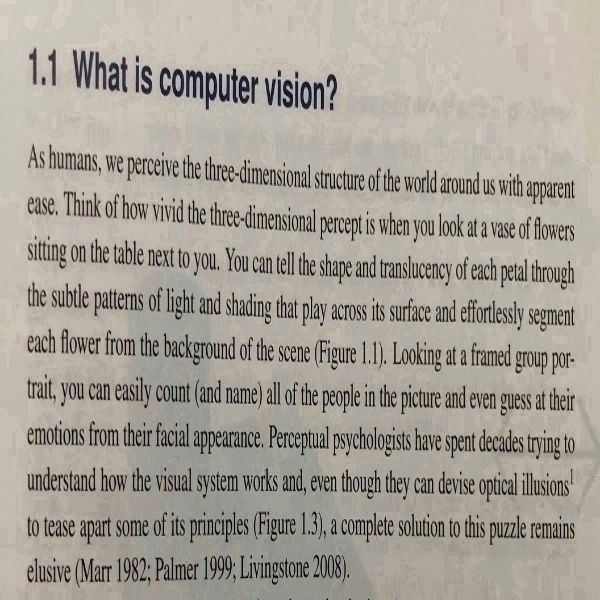 1.1 What is computer vision?
As humans, we perceive the three-dimensional structure of the world around us with apparent
ease. Think of how vivid the three-dimensional percept is when you look at a vase of flowers
sitting on the table next to you. You can tell the shape and translucency of each petal through
the subtle patterns of light and shading that play across its surface and effortlessly segment
each flower from the background of the scene (Figure 1.1). Looking at a framed group por-
trait, you can easily count (and name) all of the people in the picture and even guess at their
emotions from their facial appearance. Perceptual psychologists have spent decades trying to
understand how the visual system works and, even though they can devise optical illusions¹
to tease apart some of its principles (Figure 1.3), a complete solution to this puzzle remains
elusive (Marr 1982; Palmer 1999; Livingstone 2008).